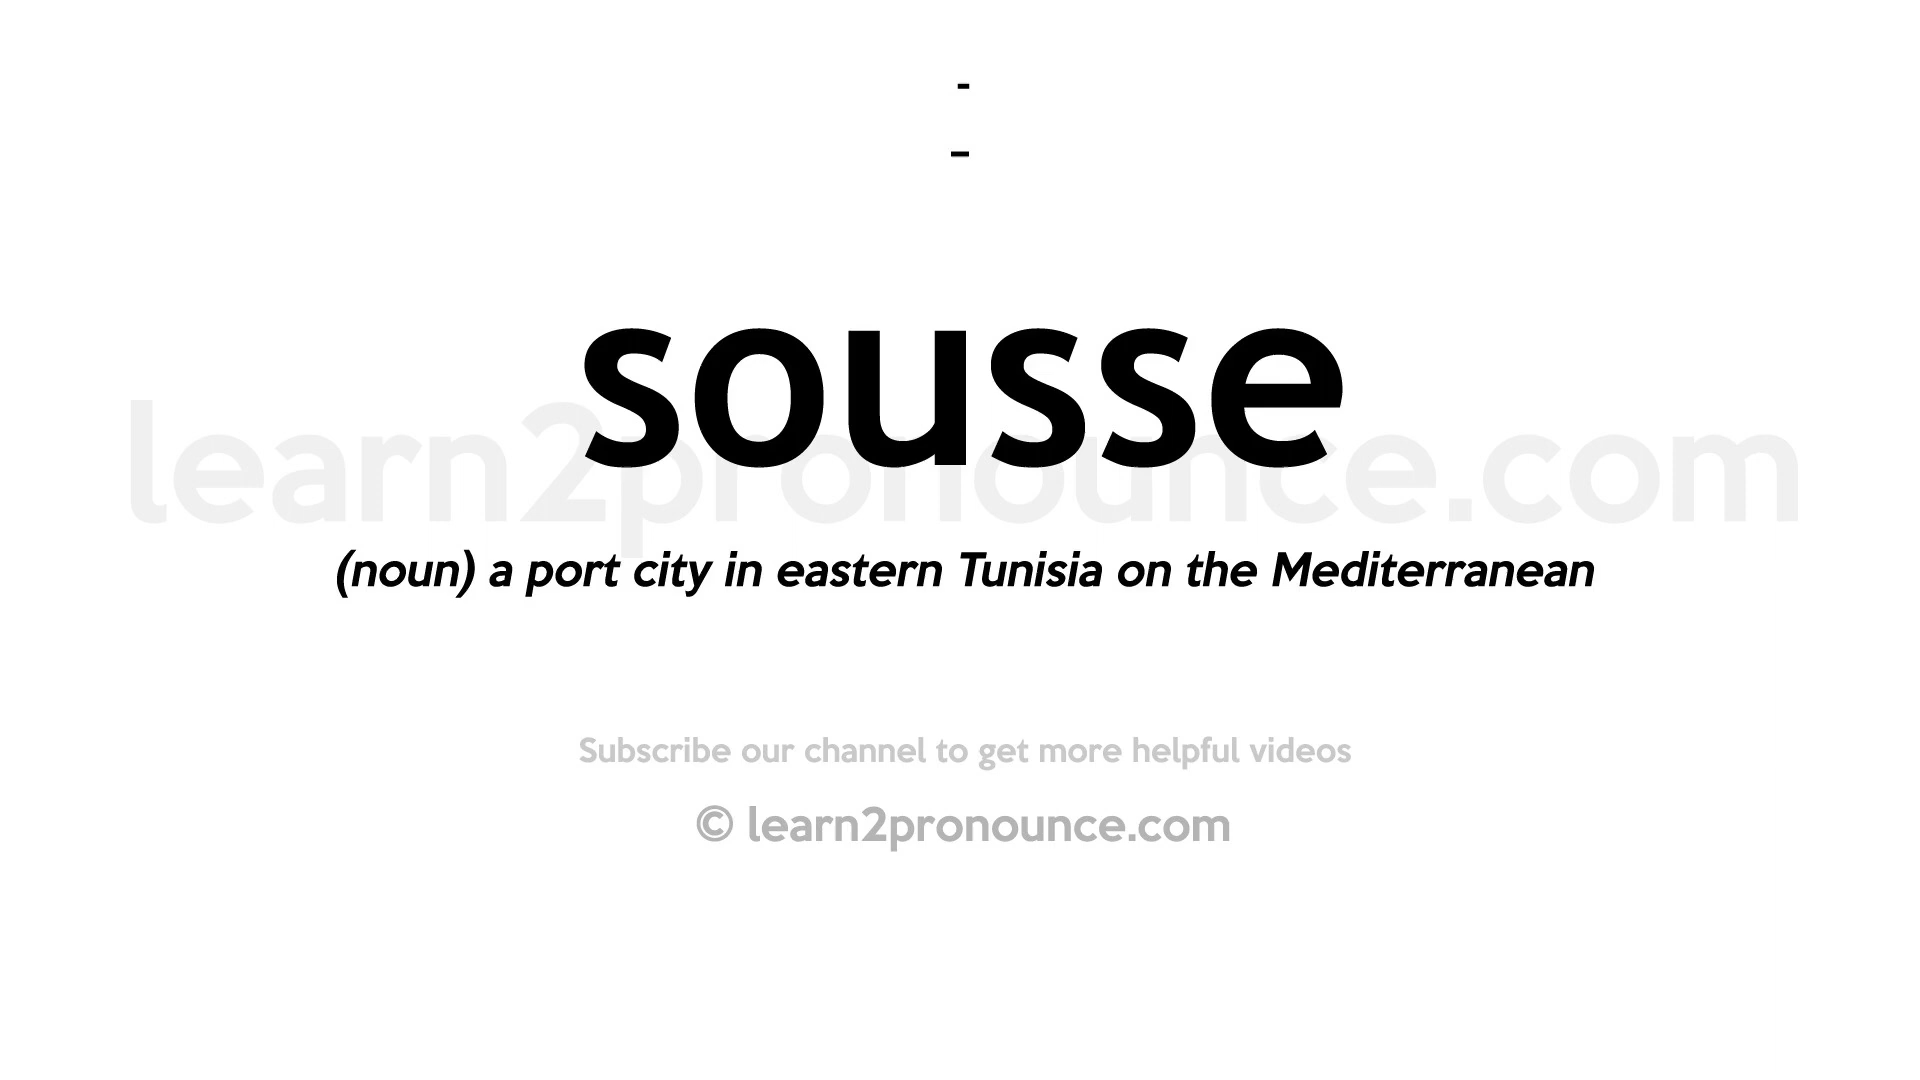 -
–
sousse
learn2pronounce.com
(noun) a port city in eastern Tunisia on the Mediterranean
Subscribe our channel to get more helpful videos
© learn2pronounce.com